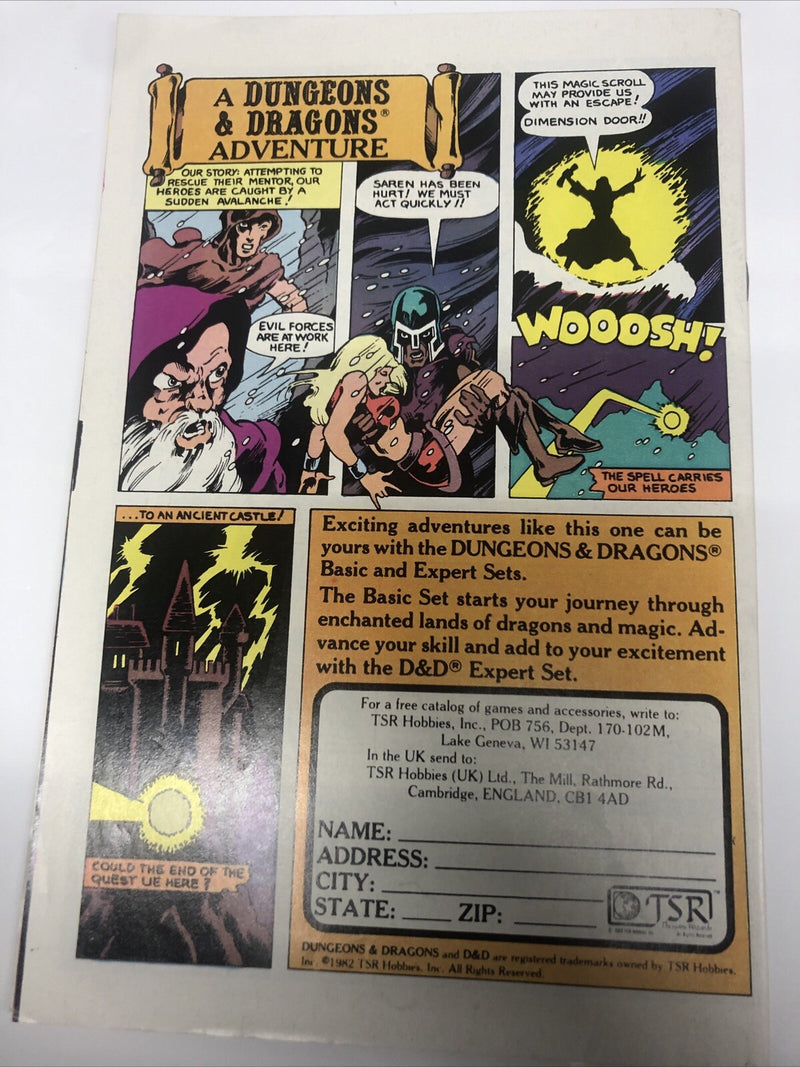 A DUNGEONS
& DRAGONS®
ADVENTURE
OUR STORY: ATTEMPTING TO
RESCUE THEIR MENTOR, OUR
HEROES ARE CAUGHT BY A
SUDDEN AVALANCHE!
EVIL FORCES
ARE AT WORK
HERE!
SAREN HAS BEEN
HURT! WE MUST
ACT QUICKLY!!
THIS MAGIC SCROLL
MAY PROVIDE US
WITH AN ESCAPE!
DIMENSION DOOR!!
WOOOSH!
THE SPELL CARRIES
OUR HEROES
...TO AN ANCIENT CASTLE!
COULD THE END OF THE
QUEST LIE HERE?
Exciting adventures like this one can be
yours with the DUNGEONS & DRAGONS®
Basic and Expert Sets.
The Basic Set starts your journey through
enchanted lands of dragons and magic. Ad-
vance your skill and add to your excitement
with the D&D® Expert Set.
For a free catalog of games and accessories, write to:
TSR Hobbies, Inc., POB 756, Dept. 170-102M,
Lake Geneva, WI 53147
In the UK send to:
TSR Hobbies (UK) Ltd., The Mill, Rathmore Rd.,
Cambridge, ENGLAND, CB1 4AD
NAME:
ADDRESS:
CITY:
STATE: ZIP:
TSR™
DUNGEONS & DRAGONS and D&D are registered trademarks owned by TSR Hobbies,
Inc. ©1982 TSR Hobbies, Inc. All Rights Reserved.